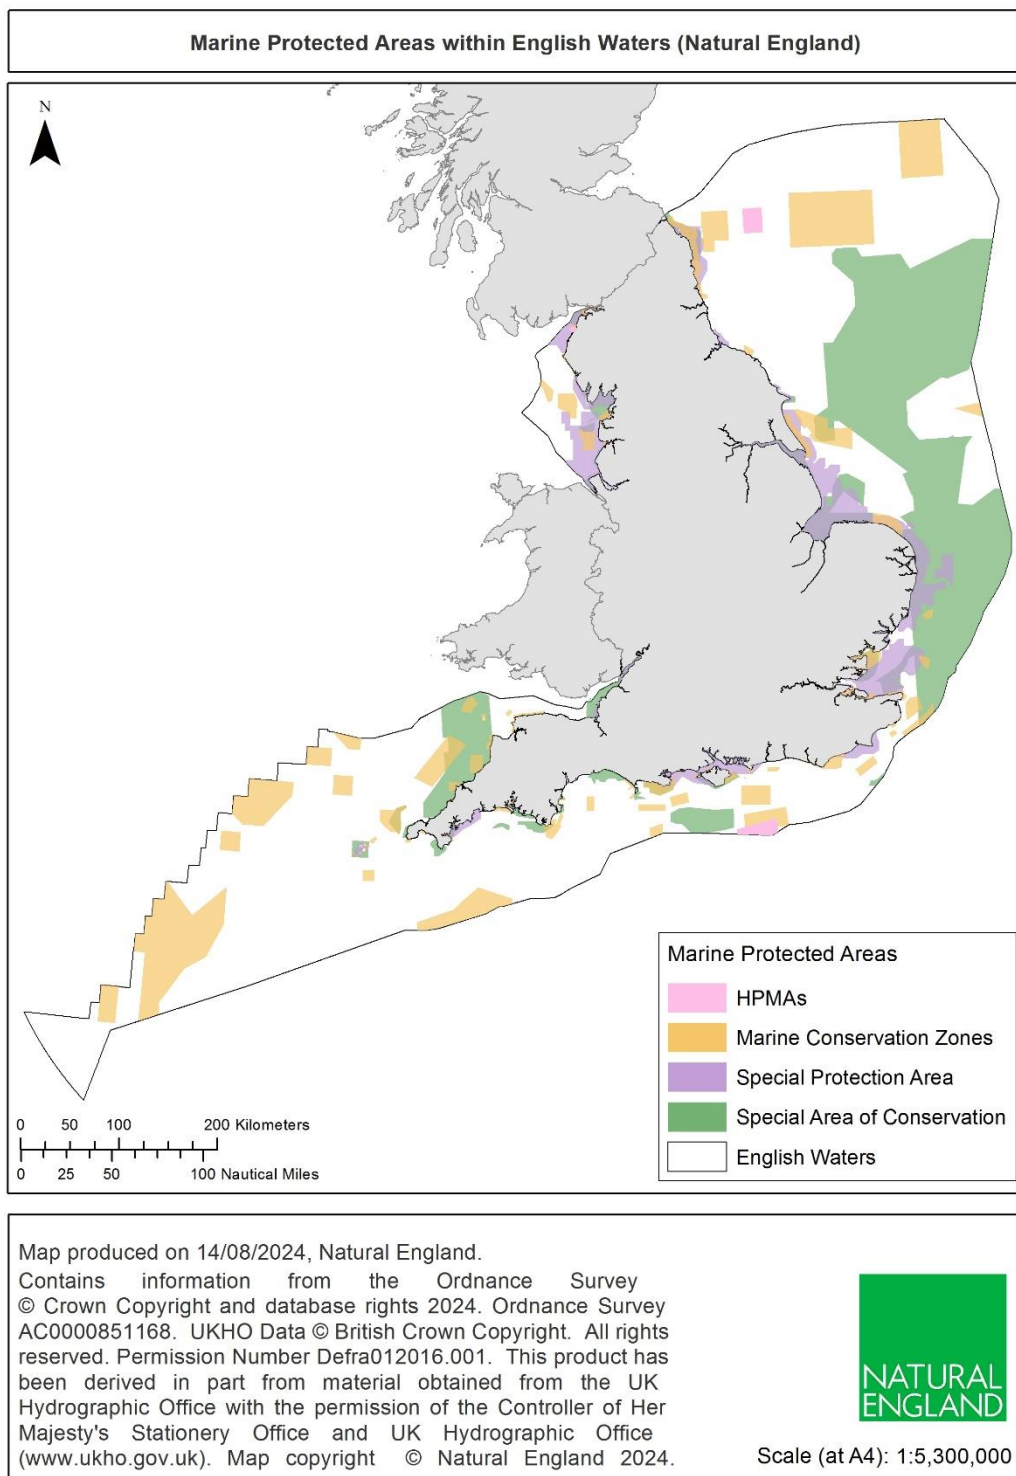 Marine Protected Areas within English Waters (Natural England)
N
Marine Protected Areas
HPMAs
Marine Conservation Zones
Special Protection Area
Special Area of Conservation
English Waters
0 50 100 200 Kilometers
0 25 50 100 Nautical Miles
Map produced on 14/08/2024, Natural England.
Contains information from the Ordnance Survey
© Crown Copyright and database rights 2024. Ordnance Survey
AC0000851168. UKHO Data © British Crown Copyright. All rights
reserved. Permission Number Defra012016.001. This product has
been derived in part from material obtained from the UK
Hydrographic Office with the permission of the Controller of Her
Majesty's Stationery Office and UK Hydrographic Office
(www.ukho.gov.uk). Map copyright © Natural England 2024.
NATURAL
ENGLAND
Scale (at A4): 1:5,300,000